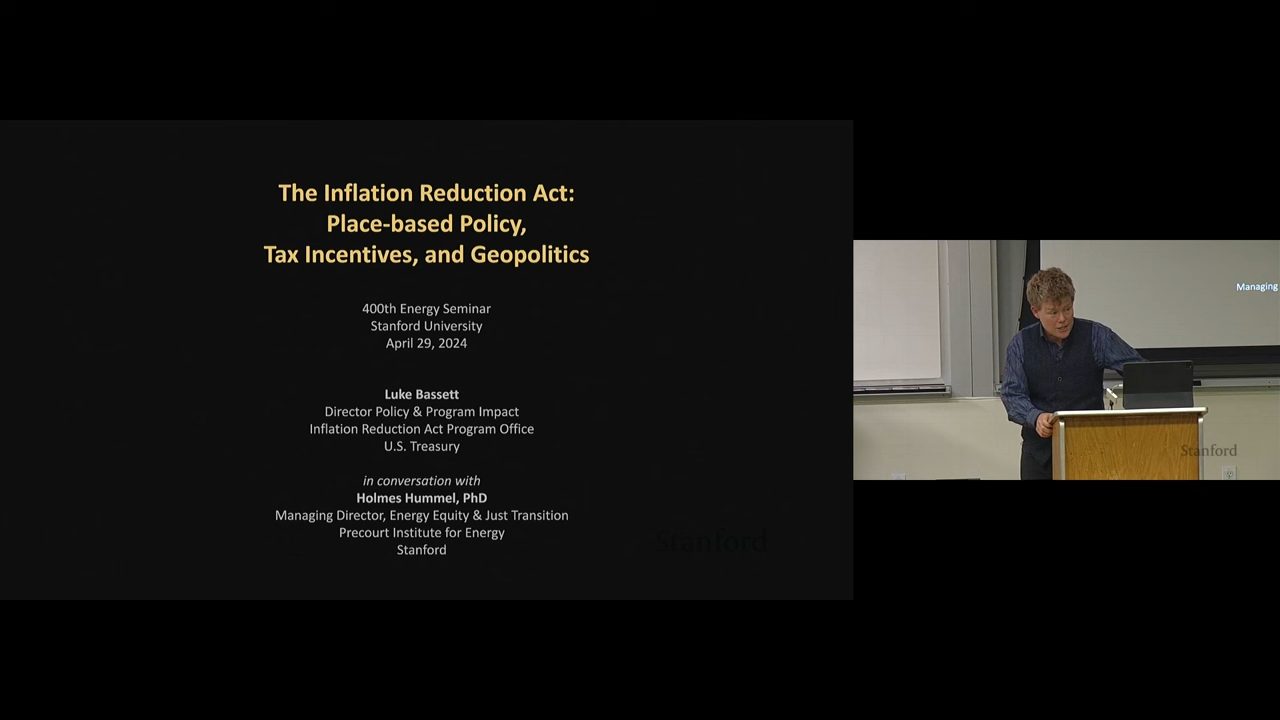 The Inflation Reduction Act:
Place-based Policy,
Tax Incentives, and Geopolitics
400th Energy Seminar
Stanford University
April 29, 2024
Luke Bassett
Director Policy & Program Impact
Inflation Reduction Act Program Office
U.S. Treasury
in conversation with
Holmes Hummel, PhD
Managing Director, Energy Equity & Just Transition
Precourt Institute for Energy
Stanford
Stanford
Managing
Stanford